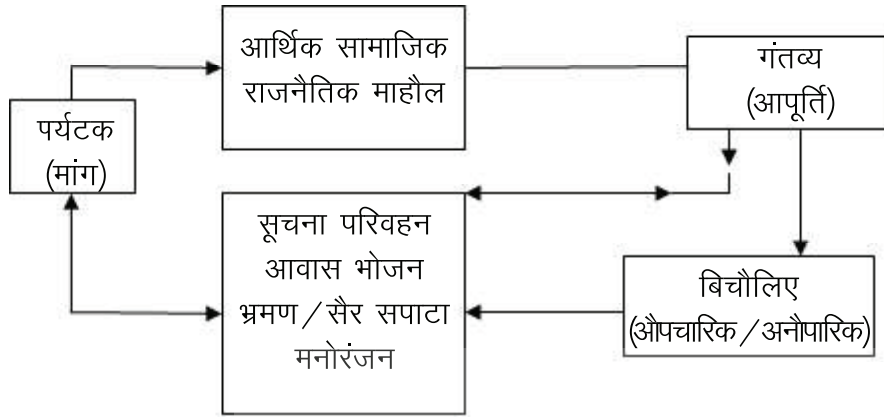 आर्थिक सामाजिक
राजनैतिक माहौल
गंतव्य
(आपूर्ति)
पर्यटक
(मांग)
सूचना परिवहन
आवास भोजन
भ्रमण/सैर सपाटा
मनोरंजन
बिचौलिए
(औपचारिक/अनौपारिक)